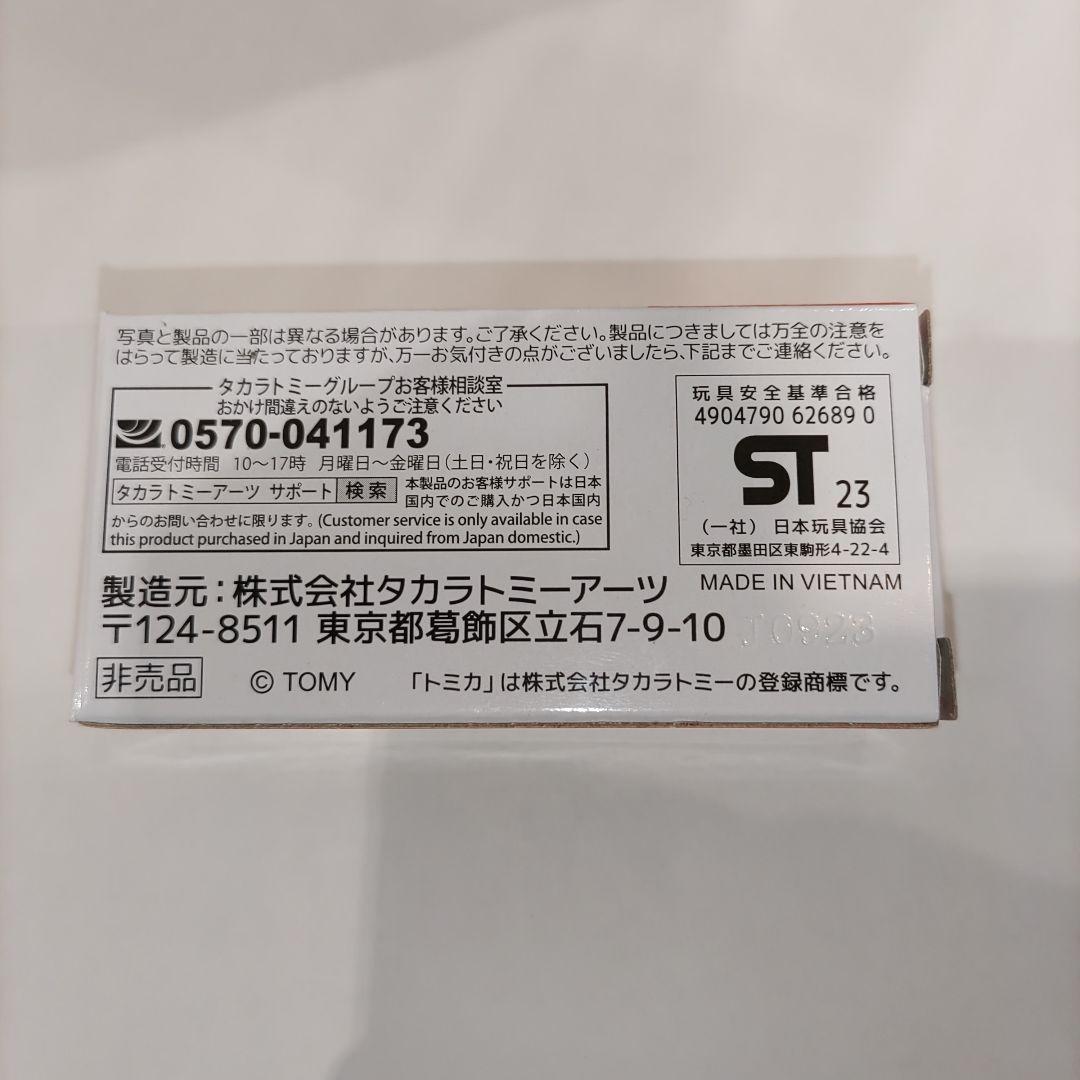 写真と製品の一部は異なる場合があります。ご了承ください。製品につきましては万全の注意を
はらって製造に当たっておりますが、万一お気付きの点がございましたら、下記までご連絡ください。
タカラトミーグループお客様相談室
おかけ間違えのないようご注意ください
0570-041173
電話受付時間 10〜17時 月曜日〜金曜日(土日・祝日を除く)
タカラトミーアーツ サポート 検索
本製品のお客様サポートは日本
国内でのご購入かつ日本国内
からのお問い合わせに限ります。(Customer service is only available in case
this product purchased in Japan and inquired from Japan domestic.)
玩具安全基準合格
4904790 62689 0
ST 23
(一社) 日本玩具協会
東京都墨田区東駒形4-22-4
MADE IN VIETNAM
製造元:株式会社タカラトミーアーツ
〒124-8511 東京都葛飾区立石7-9-10
非売品
© TOMY
「トミカ」は株式会社タカラトミーの登録商標です。